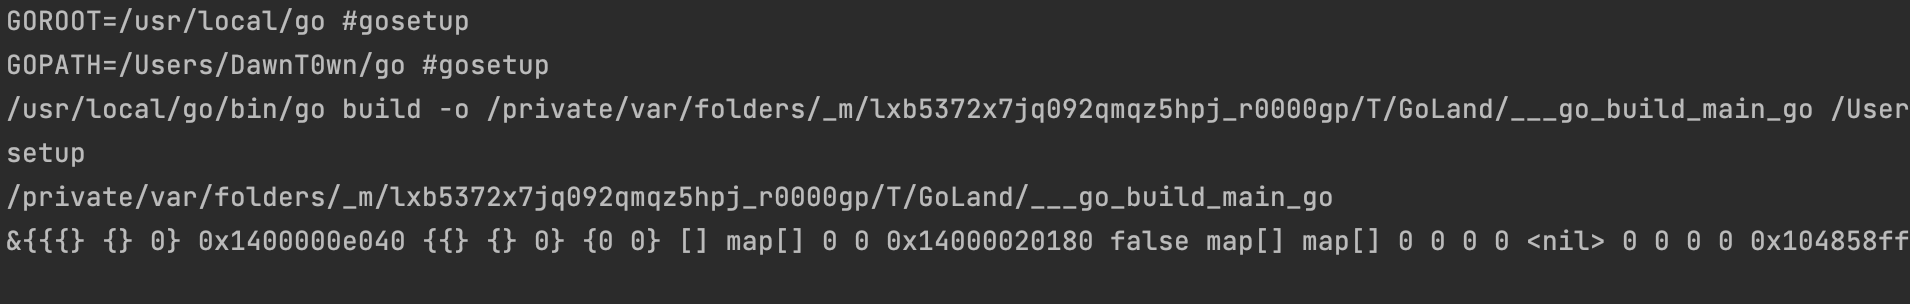 GOROOT=/usr/local/go #gosetup
GOPATH=/Users/DawnT0wn/go #gosetup
/usr/local/go/bin/go build -o /private/var/folders/_m/lxb5372x7jq092qmqz5hpj_r0000gp/T/GoLand/___go_build_main_go /User
setup
/private/var/folders/_m/lxb5372x7jq092qmqz5hpj_r0000gp/T/GoLand/___go_build_main_go
&{{{} {} 0} 0x1400000e040 {{} {} 0} {0 0} [] map[] 0 0 0x14000020180 false map[] map[] 0 0 0 0 <nil> 0 0 0 0 0x104858ff